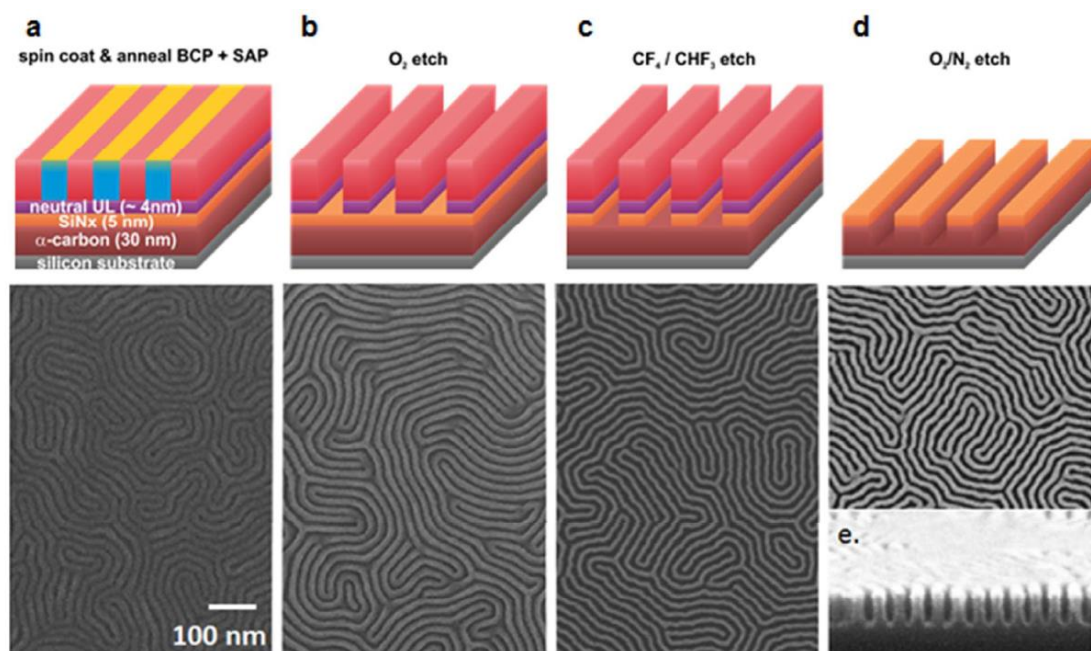 a
spin coat & anneal BCP + SAP
neutral UL (~ 4nm)
SiNx (5 nm)
α-carbon (30 nm)
silicon substrate
100 nm
b
O₂ etch
c
CF₄ / CHF₃ etch
d
O₂/N₂ etch
e.